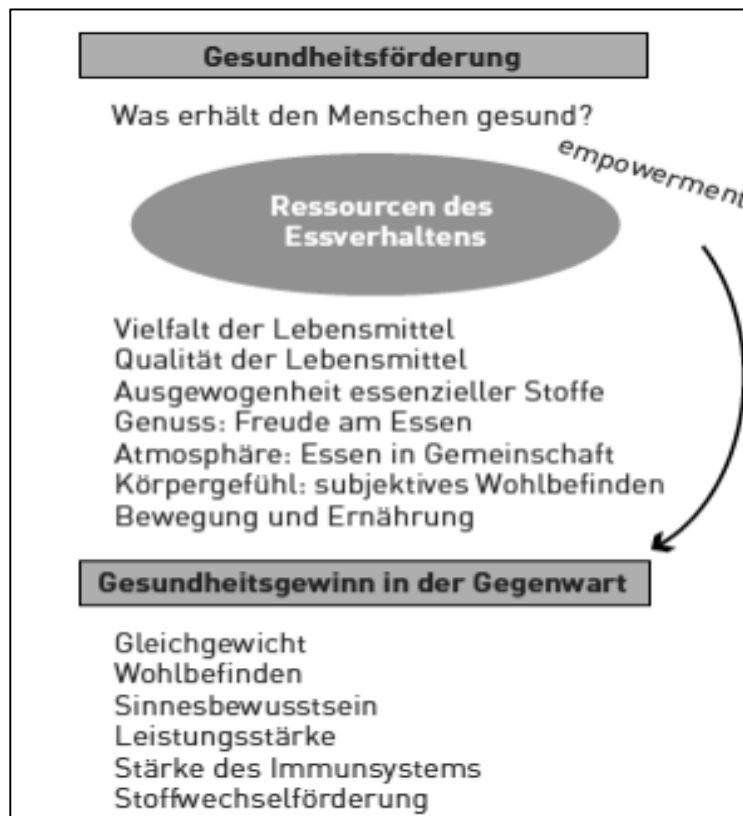 Gesundheitsförderung
Was erhält den Menschen gesund?
empowerment
Ressourcen des
Essverhaltens
Vielfalt der Lebensmittel
Qualität der Lebensmittel
Ausgewogenheit essenzieller Stoffe
Genuss: Freude am Essen
Atmosphäre: Essen in Gemeinschaft
Körpergefühl: subjektives Wohlbefinden
Bewegung und Ernährung
Gesundheitsgewinn in der Gegenwart
Gleichgewicht
Wohlbefinden
Sinnesbewusstsein
Leistungsstärke
Stärke des Immunsystems
Stoffwechselförderung